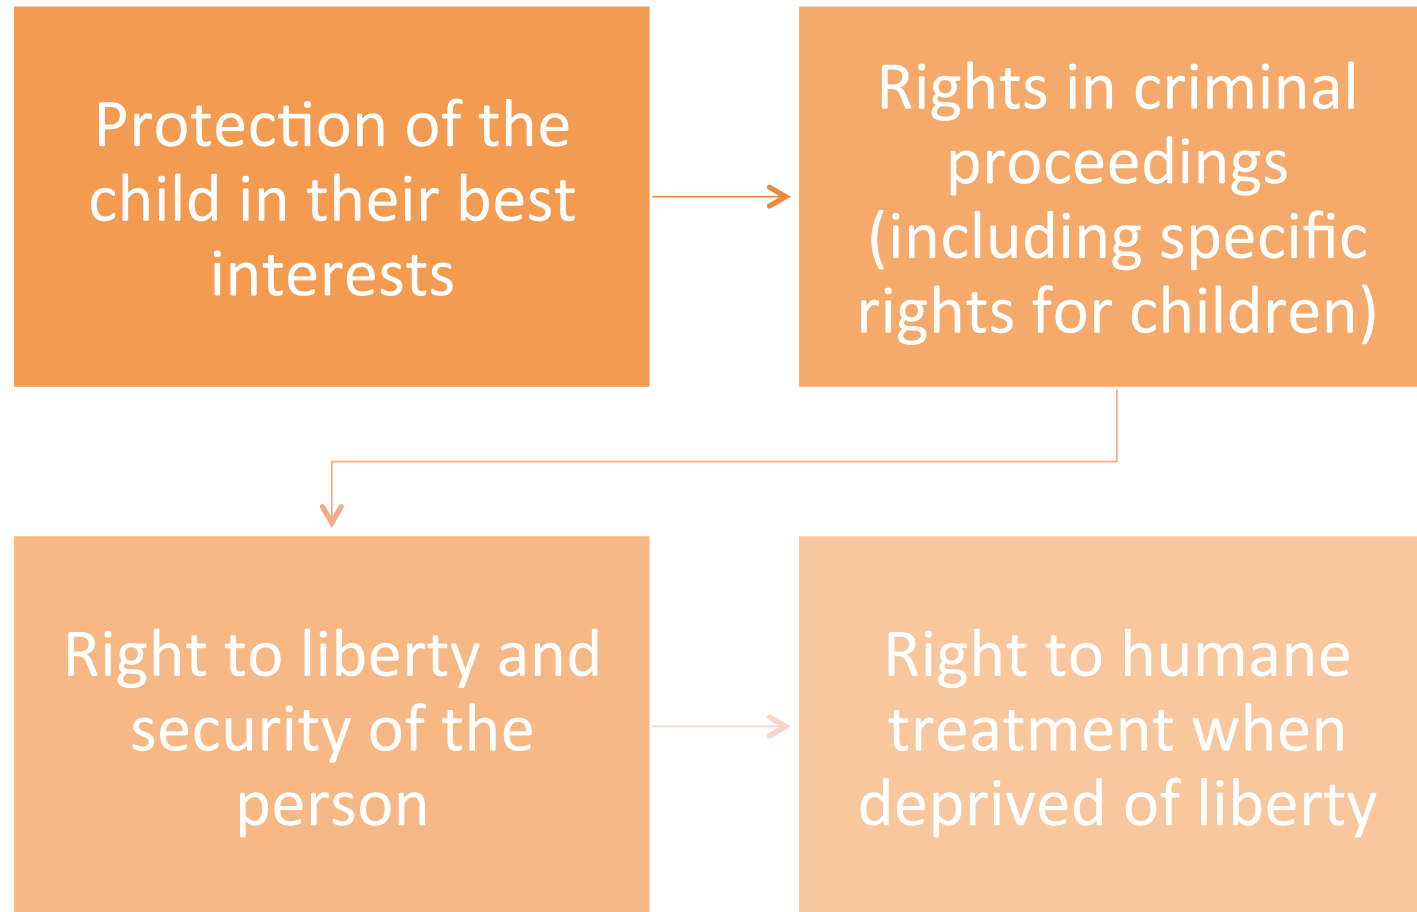 Protection of the
child in their best
interests
Rights in criminal
proceedings
(including specific
rights for children)
Right to liberty and
security of the
person
Right to humane
treatment when
deprived of liberty